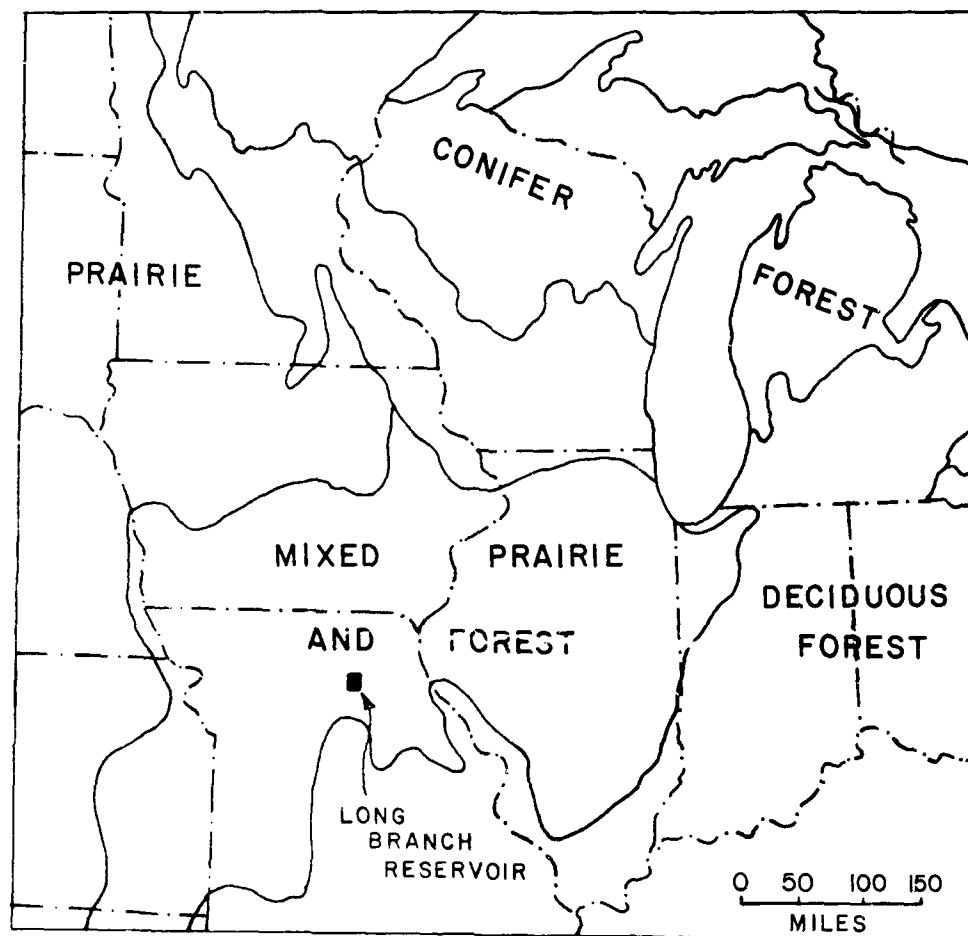 CONIFER
FOREST
PRAIRIE
MIXED
PRAIRIE
AND
FOREST
DECIDUOUS
FOREST
LONG
BRANCH
RESERVOIR
0 50 100 150
MILES